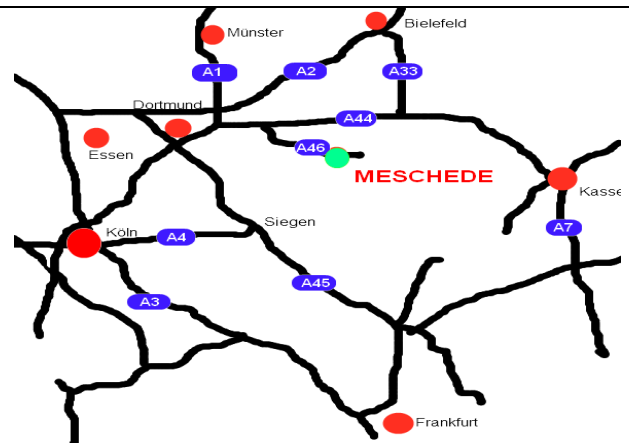 Münster
Bielefeld
A1
A2
A33
Dortmund
A44
Essen
A46
MESCHEDE
Kasse
Siegen
Köln
A4
A7
A45
A3
Frankfurt